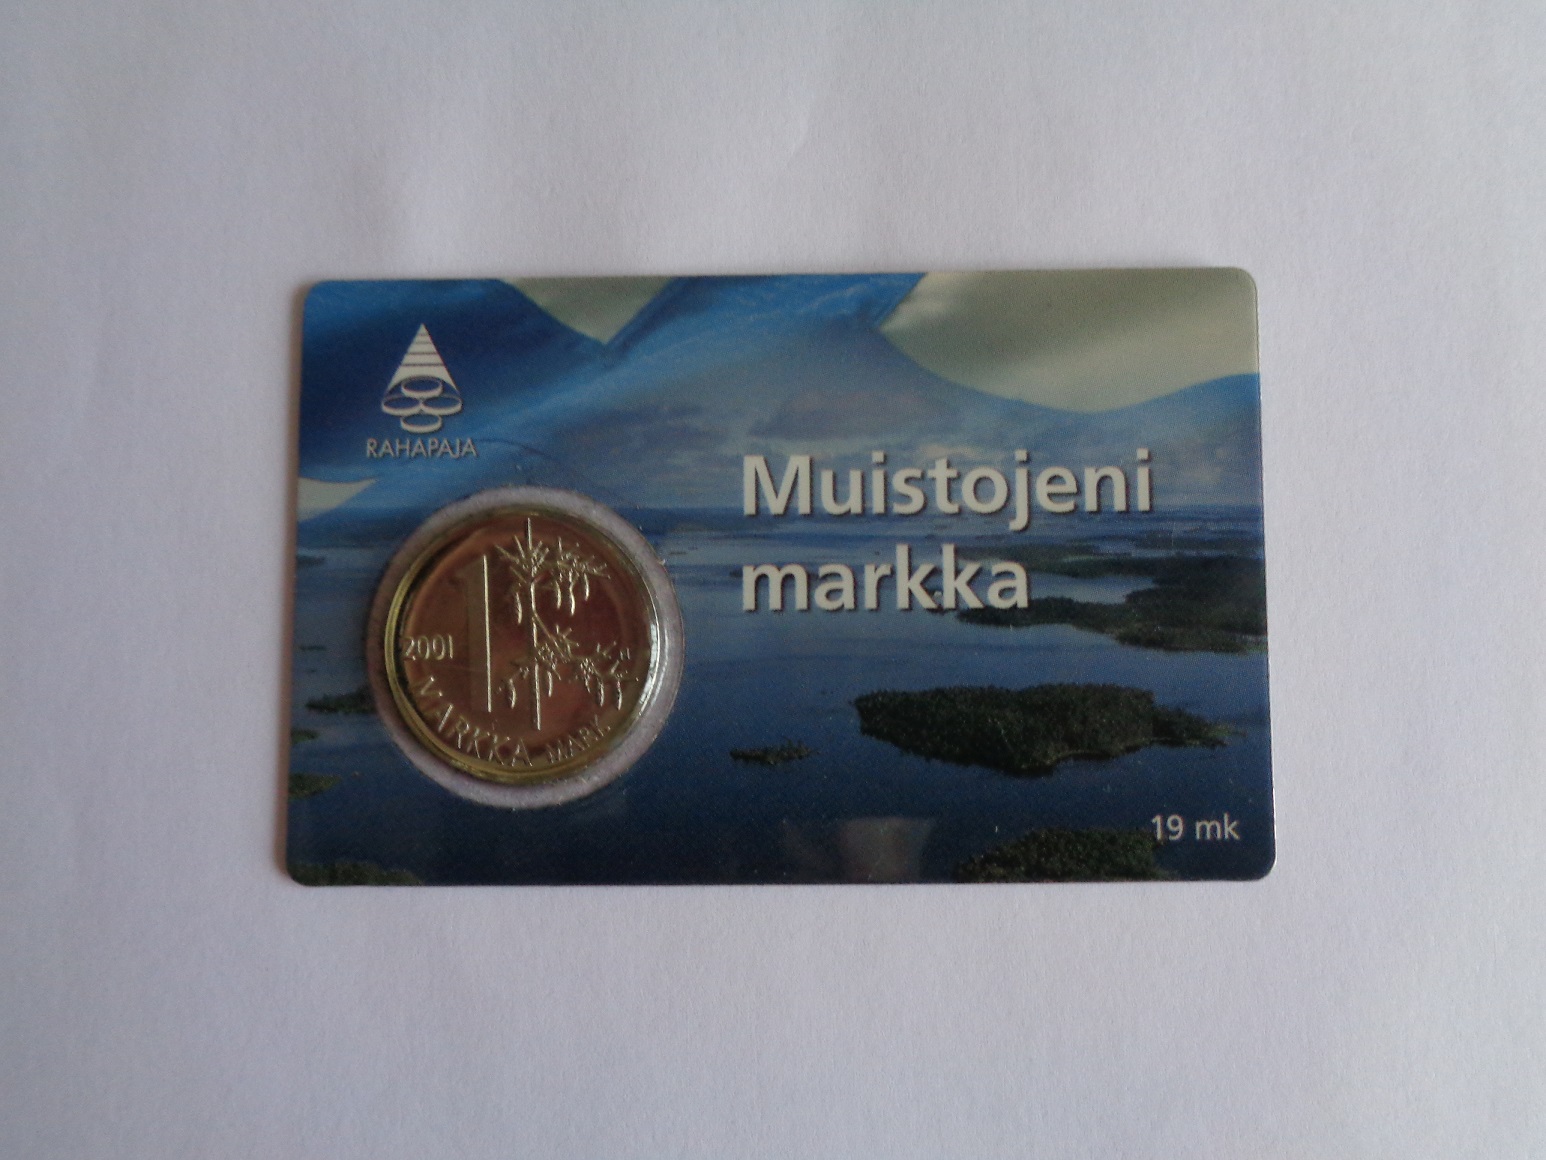 RAHAPAJA
Muistojeni
markka
2001
1
MARKKA MARK
19 mk